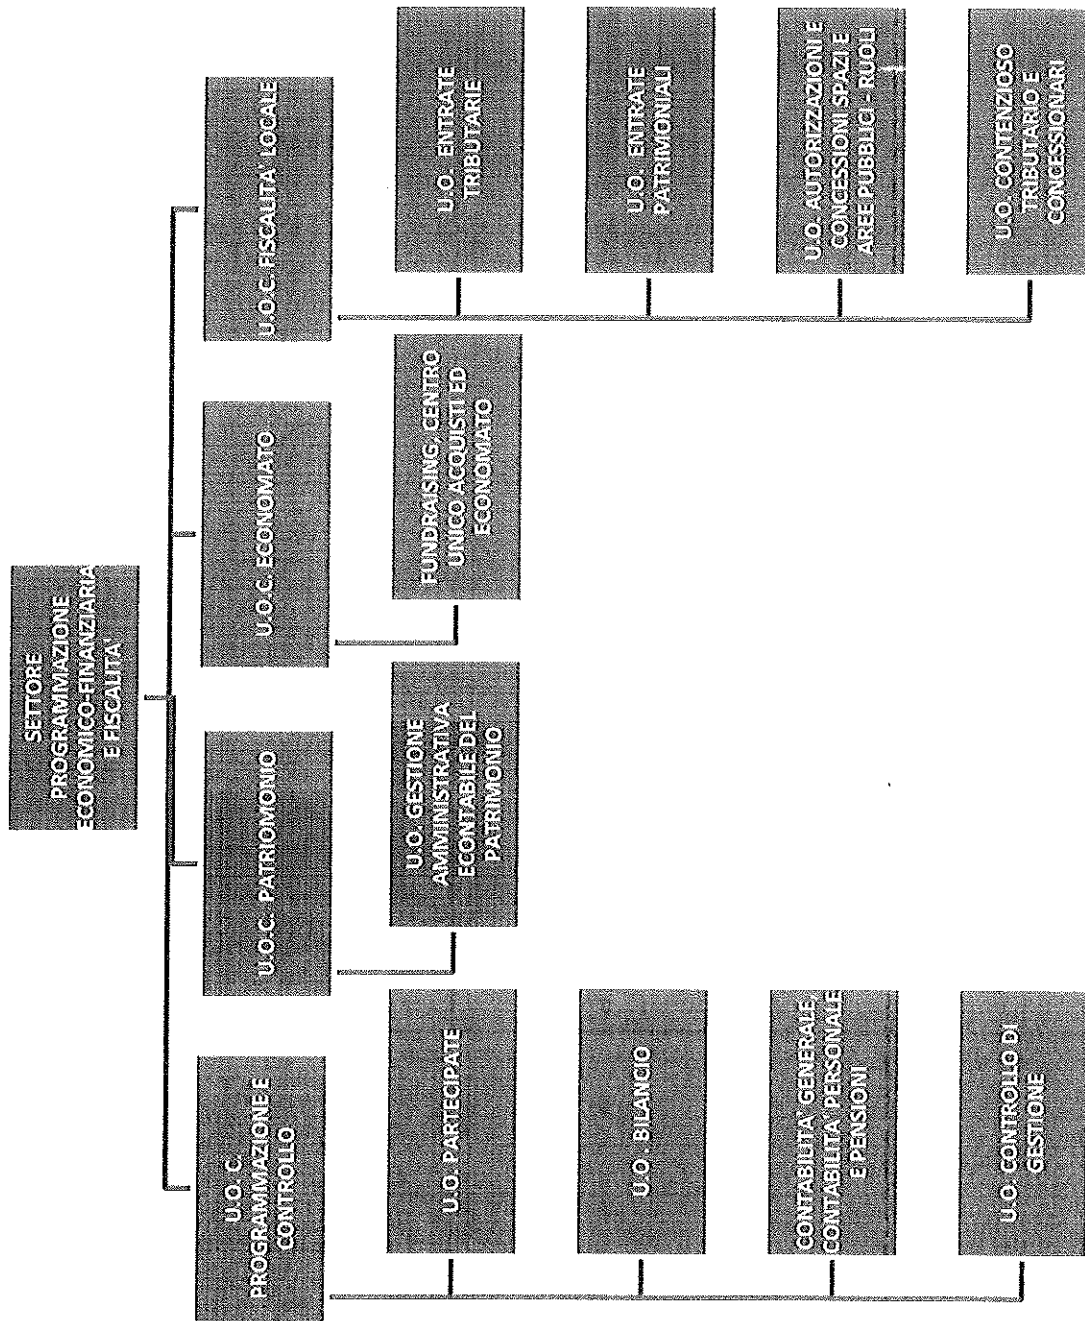 SETTORE
PROGRAMMAZIONE
ECONOMICO-FINANZIARIA
E FISCALITA'
U.O. C.
PROGRAMMAZIONE E
CONTROLLO
U.O. PARTECIPATE
U.O .BILANCIO
CONTABILITA' GENERALE
CONTABILITA' PERSONALE
E PENSIONI
U.O. CONTROLLO DI
GESTIONE
U.O.C. PATRIOMONIO
U.O. GESTIONE
AMMINISTRATIVA
ECONTABILE DEL
PATRIMONIO
U.O.C. ECONOMATO
FUNDRAISING, CENTRO
UNICO ACQUISTI ED
ECONOMATO
U.O.C. FISCALITA' LOCALE
U.O. ENTRATE
TRIBUTARIE
U.O. ENTRATE
PATRIMONIALI
U.O. AUTORIZZAZIONI E
CONCESSIONI SPAZI E
AREE PUBBLICI - RUOLI
U.O. CONTENZIOSO
TRIBUTARIO E
CONCESSIONARI